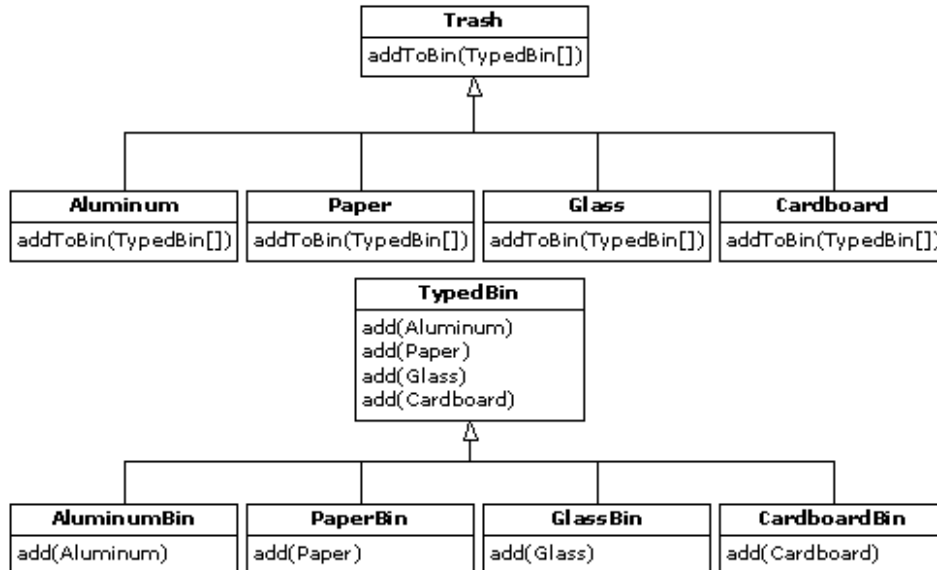 Trash
addToBin(TypedBin[])
Aluminum Paper Glass Cardboard
addToBin(TypedBin[]) addToBin(TypedBin[]) addToBin(TypedBin[]) addToBin(TypedBin[])
TypedBin
add(Aluminum)
add(Paper)
add(Glass)
add(Cardboard)
AluminumBin PaperBin GlassBin CardboardBin
add(Aluminum) add(Paper) add(Glass) add(Cardboard)